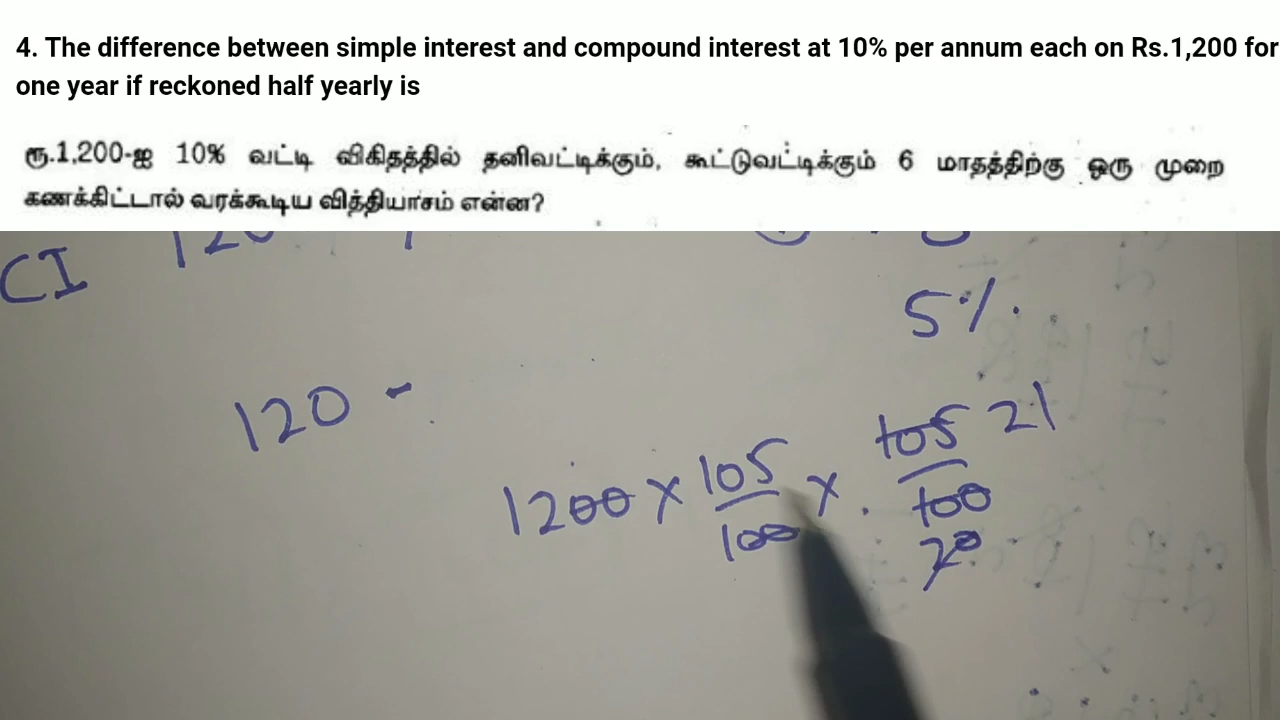 4. The difference between simple interest and compound interest at 10% per annum each on Rs.1,200 for
one year if reckoned half yearly is
ரூ.1,200-ஐ 10% வட்டி விகிதத்தில் தனிவட்டிக்கும், கூட்டுவட்டிக்கும் 6 மாதத்திற்கு ஒரு முறை
கணக்கிட்டால் வரக்கூடிய வித்தியாசம் என்ன?
CI
5%.
120 -
1200 × 105/100 × 105/100 21
20